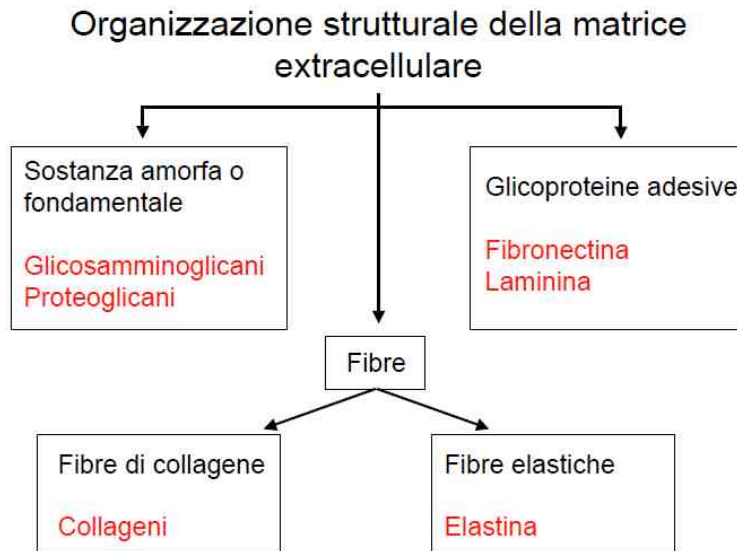 Organizzazione strutturale della matrice
extracellulare
Sostanza amorfa o
fondamentale
Glicosamminoglicani
Proteoglicani
Glicoproteine adesive
Fibronectina
Laminina
Fibre
Fibre di collagene
Collageni
Fibre elastiche
Elastina